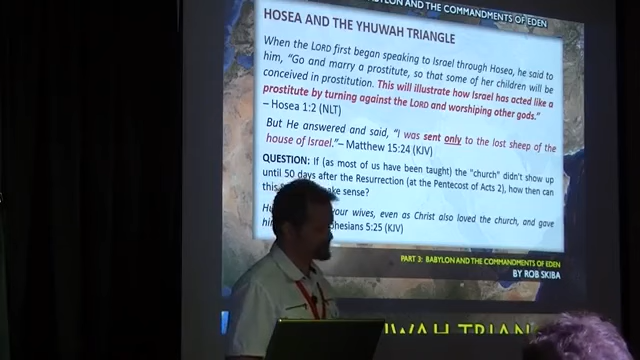 BABYLON AND THE COMMANDMENTS OF EDEN
HOSEA AND THE YHUWAH TRIANGLE
When the LORD first began speaking to Israel through Hosea, he said to
him, "Go and marry a prostitute, so that some of her children will be
conceived in prostitution. This will illustrate how Israel has acted like a
prostitute by turning against the LORD and worshiping other gods."
– Hosea 1:2 (NLT)
But He answered and said, "I was sent only to the lost sheep of the
house of Israel."– Matthew 15:24 (KJV)
QUESTION: If (as most of us have been taught) the "church" didn't show up
until 50 days after the Resurrection (at the Pentecost of Acts 2), how then can
this make sense?
your wives, even as Christ also loved the church, and gave
Ephesians 5:25 (KJV)
PART 3: BABYLON AND THE COMMANDMENTS OF EDEN
BY ROB SKIBA